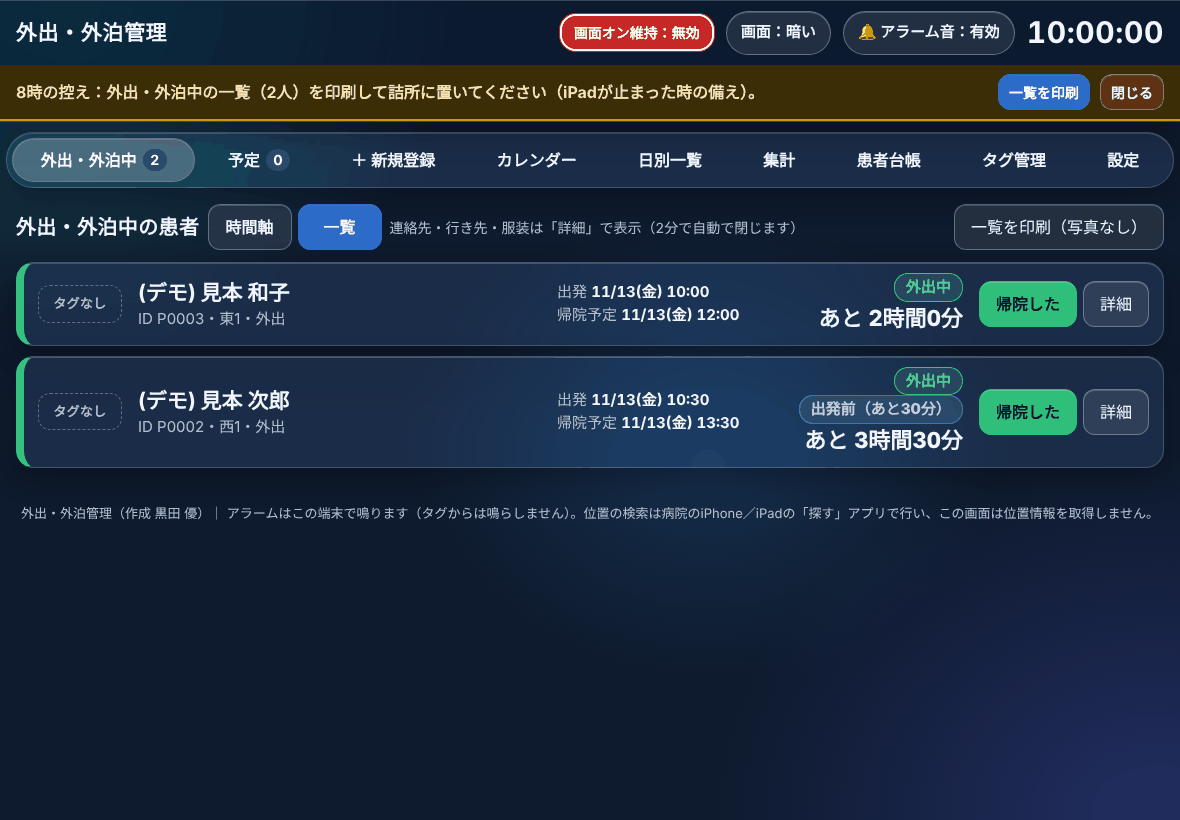 外出・外泊管理
画面オン維持：無効
画面：暗い
🔔 アラーム音：有効
10:00:00
8時の控え：外出・外泊中の一覧（2人）を印刷して詰所に置いてください（iPadが止まった時の備え）。
一覧を印刷
閉じる
外出・外泊中 2
予定 0
＋ 新規登録
カレンダー
日別一覧
集計
患者台帳
タグ管理
設定
外出・外泊中の患者
時間軸
一覧
連絡先・行き先・服装は「詳細」で表示（2分で自動で閉じます）
一覧を印刷（写真なし）
タグなし
(デモ) 見本 和子
ID P0003・東1・外出
出発 11/13(金) 10:00
帰院予定 11/13(金) 12:00
外出中
あと 2時間0分
帰院した
詳細
タグなし
(デモ) 見本 次郎
ID P0002・西1・外出
出発 11/13(金) 10:30
帰院予定 11/13(金) 13:30
外出中
出発前（あと30分）
あと 3時間30分
帰院した
詳細
外出・外泊管理（作成 黒田 優）｜ アラームはこの端末で鳴ります（タグからは鳴らしません）。位置の検索は病院のiPhone／iPadの「探す」アプリで行い、この画面は位置情報を取得しません。